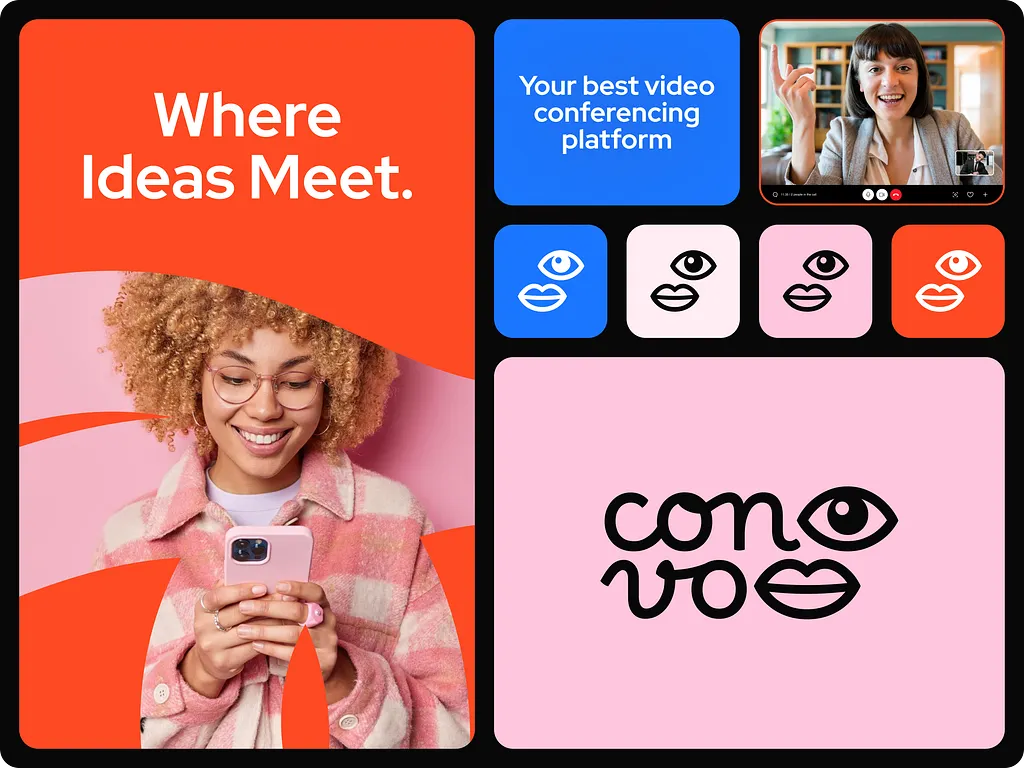 Where
Ideas Meet.
Your best video
conferencing
platform
con
vo